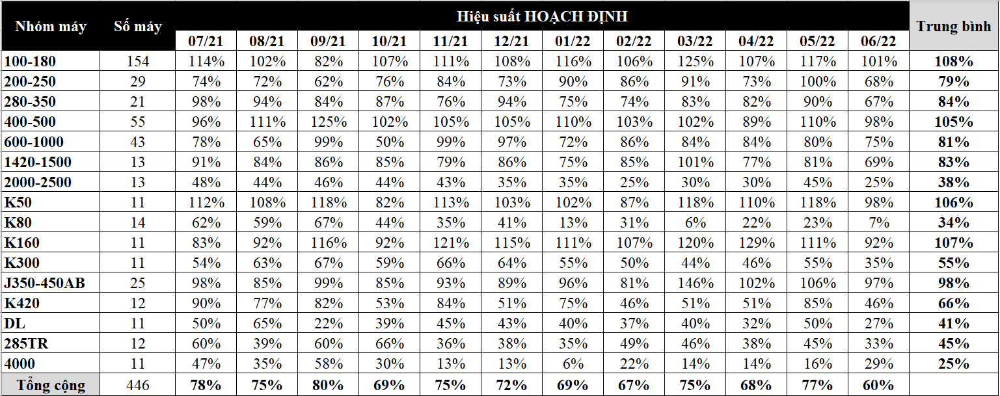 Nhóm máy Số máy Hiệu suất HOẠCH ĐỊNH Trung bình
07/21 08/21 09/21 10/21 11/21 12/21 01/22 02/22 03/22 04/22 05/22 06/22
100-180 154 114% 102% 82% 107% 111% 108% 116% 106% 125% 107% 117% 101% 108%
200-250 29 74% 72% 62% 76% 84% 73% 90% 86% 91% 73% 100% 68% 79%
280-350 21 98% 94% 84% 87% 76% 94% 75% 74% 83% 82% 90% 67% 84%
400-500 55 96% 111% 125% 102% 105% 105% 110% 103% 102% 89% 110% 98% 105%
600-1000 43 78% 65% 99% 50% 99% 97% 72% 86% 84% 84% 80% 75% 81%
1420-1500 13 91% 84% 86% 85% 79% 86% 75% 85% 101% 77% 81% 69% 83%
2000-2500 13 48% 44% 46% 44% 43% 35% 35% 25% 30% 30% 45% 25% 38%
K50 11 112% 108% 118% 82% 113% 103% 102% 87% 118% 110% 118% 98% 106%
K80 14 62% 59% 67% 44% 35% 41% 13% 31% 6% 22% 23% 7% 34%
K160 11 83% 92% 116% 92% 121% 115% 111% 107% 120% 129% 111% 92% 107%
K300 11 54% 63% 67% 59% 66% 64% 55% 50% 44% 46% 55% 35% 55%
J350-450AB 25 98% 85% 99% 85% 93% 89% 96% 81% 146% 102% 106% 97% 98%
K420 12 90% 77% 82% 53% 84% 51% 75% 46% 51% 51% 85% 46% 66%
DL 11 50% 65% 22% 39% 45% 43% 40% 37% 40% 32% 50% 27% 41%
285TR 12 60% 39% 60% 66% 36% 38% 35% 49% 46% 38% 45% 33% 45%
4000 11 47% 35% 58% 30% 13% 13% 6% 22% 14% 14% 16% 29% 25%
Tổng cộng 446 78% 75% 80% 69% 75% 72% 69% 67% 75% 68% 77% 60%